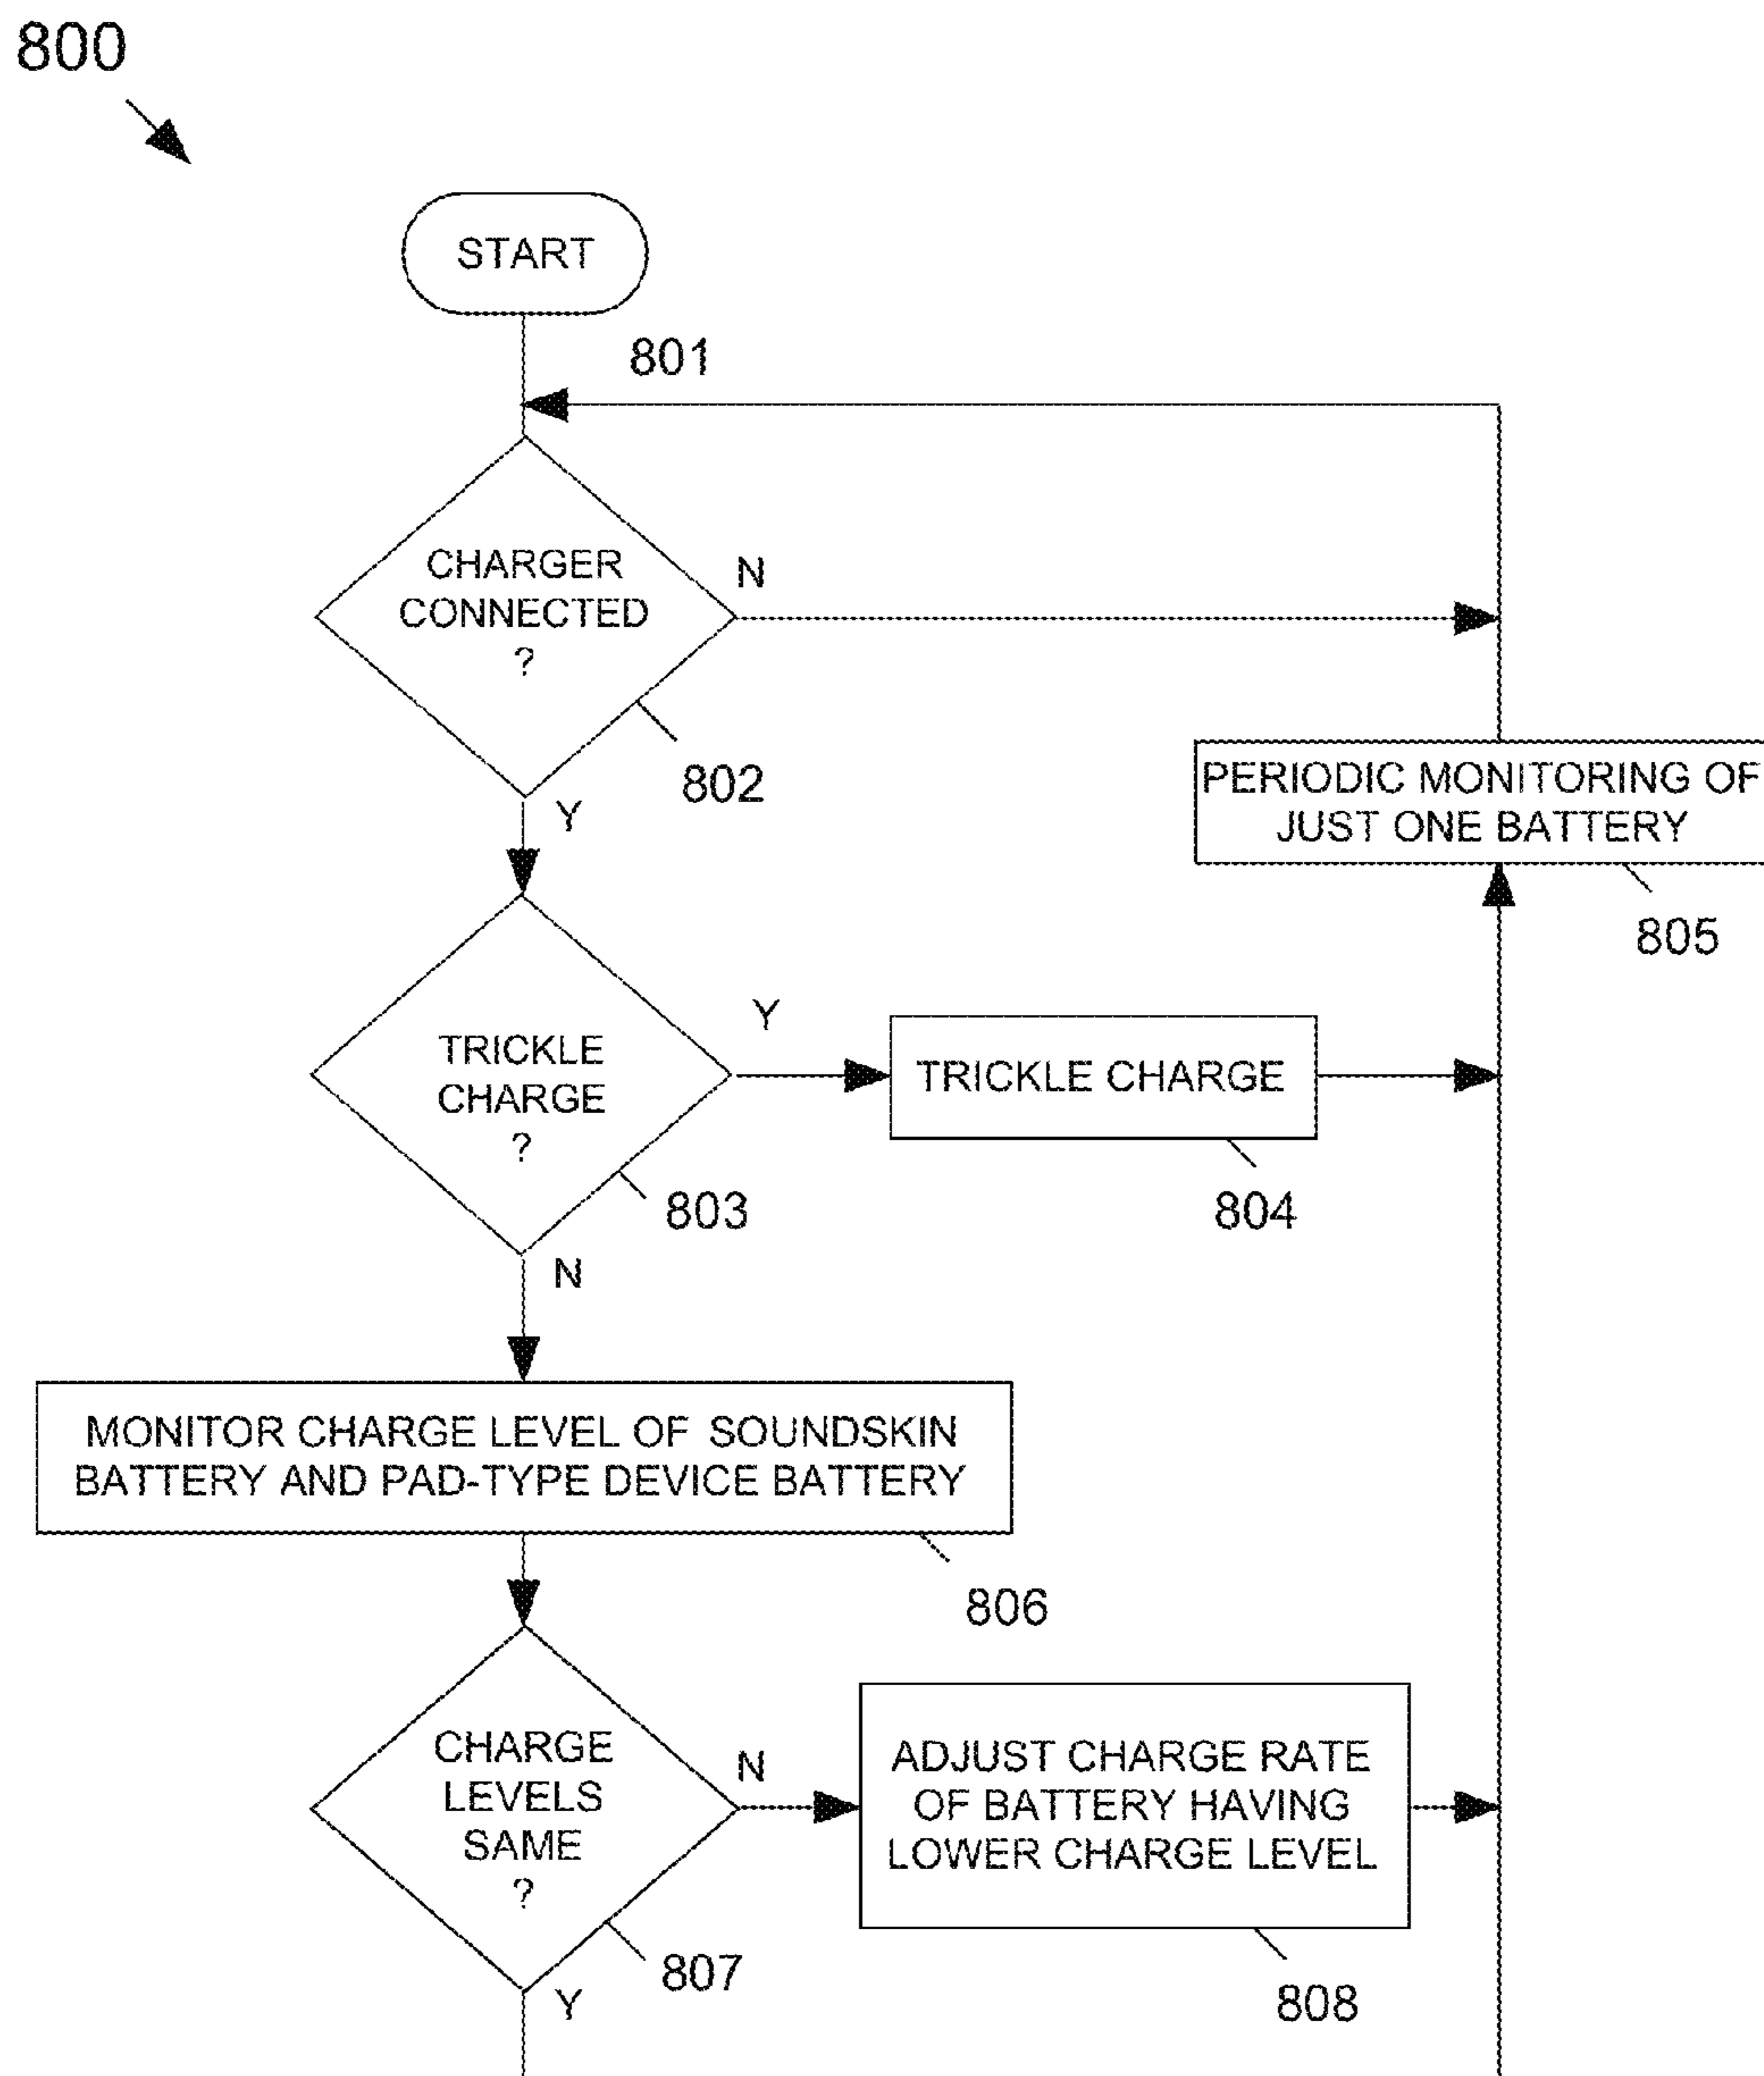 800
START
801
CHARGER
CONNECTED
?
N
802
Y
PERIODIC MONITORING OF
JUST ONE BATTERY
805
TRICKLE
CHARGE
?
Y
TRICKLE CHARGE
803
804
N
MONITOR CHARGE LEVEL OF SOUNDSKIN
BATTERY AND PAD-TYPE DEVICE BATTERY
806
CHARGE
LEVELS
SAME
?
N
ADJUST CHARGE RATE
OF BATTERY HAVING
LOWER CHARGE LEVEL
807
808
Y